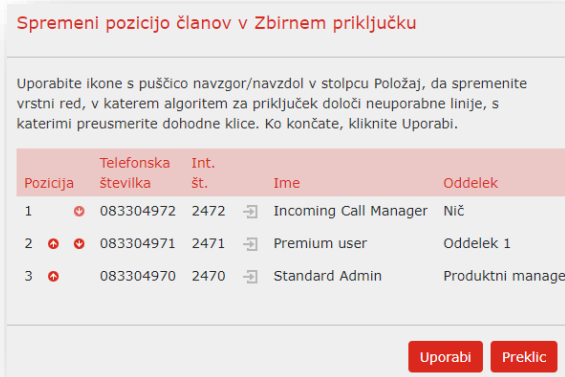 Spremeni pozicijo članov v Zbirnem priključku
Uporabite ikone s puščico navzgor/navzdol v stolpcu Položaj, da spremenite
vrstni red, v katerem algoritem za priključek določi neuporabne linije, s
katerimi preusmerite dohodne klice. Ko končate, kliknite Uporabi.
Pozicija Telefonska številka Int. št. Ime Oddelek
1 083304972 2472 Incoming Call Manager Nič
2 083304971 2471 Premium user Oddelek 1
3 083304970 2470 Standard Admin Produktni manage
Uporabi Preklic